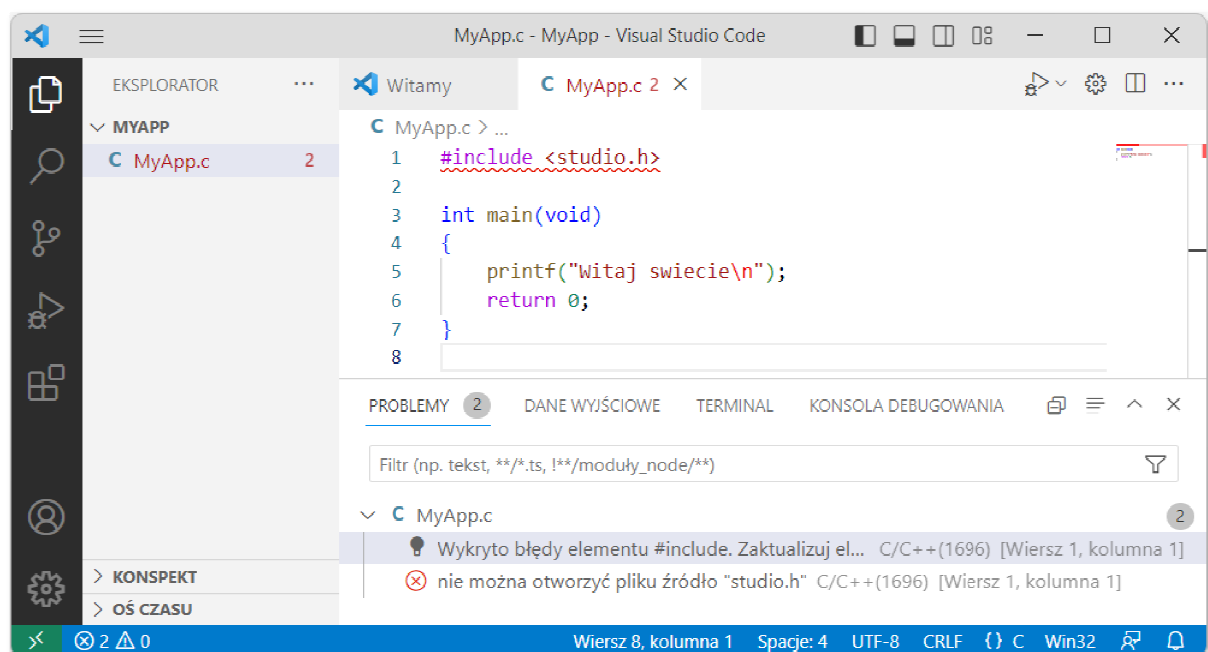 MyApp.c - MyApp - Visual Studio Code
EKSPLORATOR ...
MYAPP
C MyApp.c 2
KONSPEKT
OŚ CZASU
Witamy
C MyApp.c 2
C MyApp.c > ...
1 #include <studio.h>
2
3 int main(void)
4 {
5 printf("Witaj swiecie\n");
6 return 0;
7 }
8
PROBLEMY 2 DANE WYJŚCIOWE TERMINAL KONSOLA DEBUGOWANIA
Filtr (np. tekst, **/*.ts, !**/moduły_node/**)
C MyApp.c 2
Wykryto błędy elementu #include. Zaktualizuj el... C/C++(1696) [Wiersz 1, kolumna 1]
nie można otworzyć pliku źródło "studio.h" C/C++(1696) [Wiersz 1, kolumna 1]
2 0 Wiersz 8, kolumna 1 Spacje: 4 UTF-8 CRLF {} C Win32